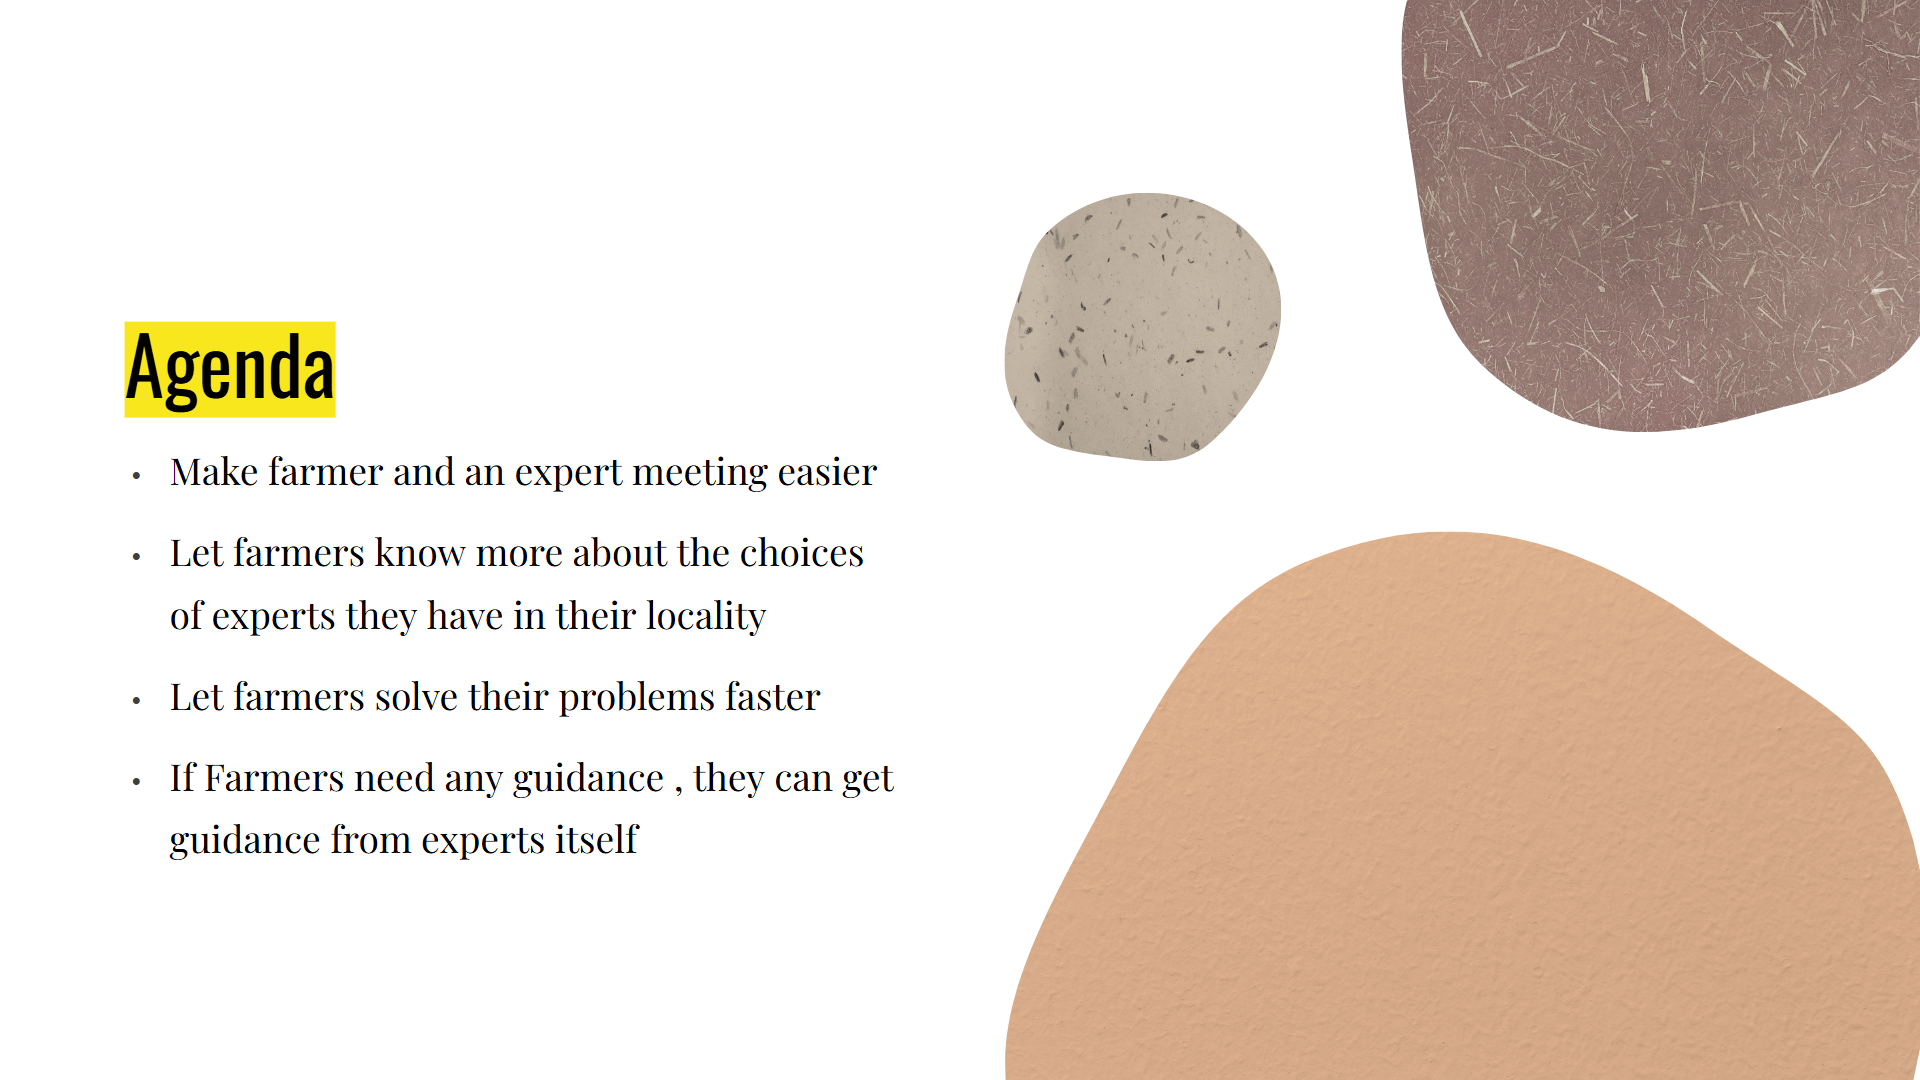 Agenda
• Make farmer and an expert meeting easier
• Let farmers know more about the choices
of experts they have in their locality
• Let farmers solve their problems faster
• If Farmers need any guidance , they can get
guidance from experts itself